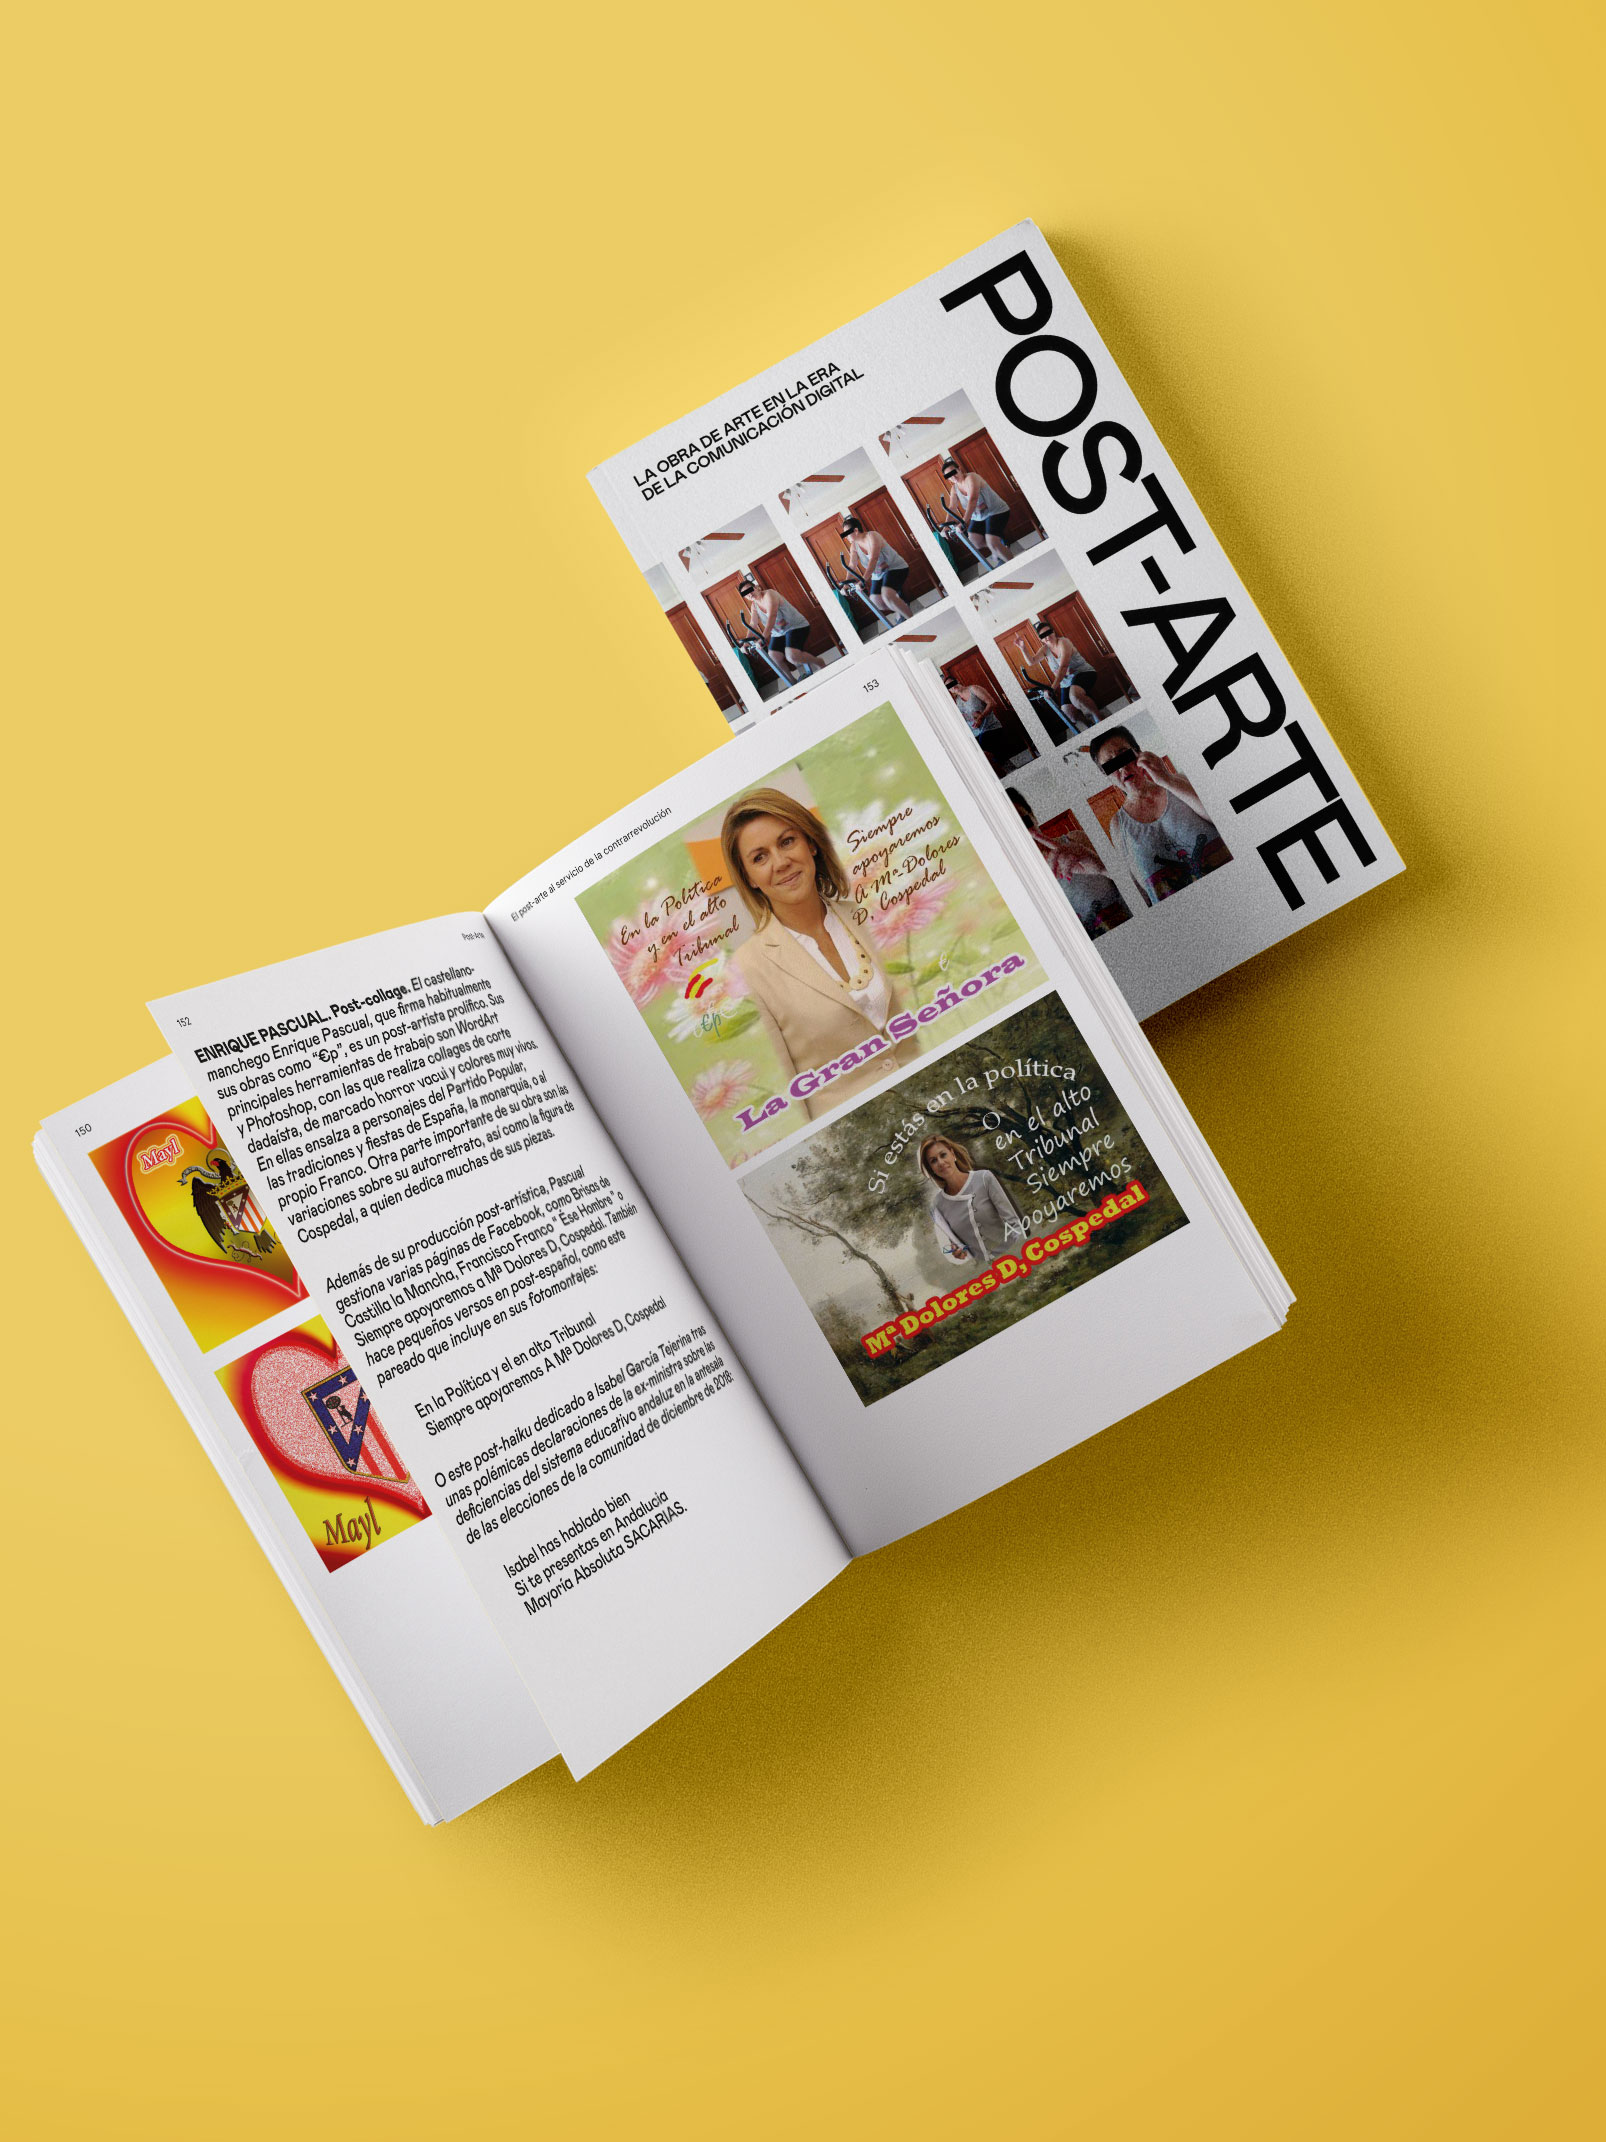 LA OBRA DE ARTE EN LA ERA
DE LA COMUNICACIÓN DIGITAL
POST-ARTE
150
Mayl
Mayl
152
Post-Arte
ENRIQUE PASCUAL. Post-collage. El castellano-
manchego Enrique Pascual, que firma habitualmente
sus obras como “€p”, es un post-artista prolífico. Sus
principales herramientas de trabajo son WordArt
y Photoshop, con las que realiza collages de corte
dadaísta, de marcado horror vacui y colores muy vivos.
En ellas ensalza a personajes del Partido Popular,
las tradiciones y fiestas de España, la monarquía, o al
propio Franco. Otra parte importante de su obra son las
variaciones sobre su autorretrato, así como la figura de
Cospedal, a quien dedica muchas de sus piezas.
Además de su producción post-artística, Pascual
gestiona varias páginas de Facebook, como Brisas de
Castilla la Mancha, Francisco Franco “ Ése Hombre ” o
Siempre apoyaremos a Mª Dolores D, Cospedal. También
hace pequeños versos en post-español, como este
pareado que incluye en sus fotomontajes:
En la Política y el en alto Tribunal
Siempre apoyaremos A Mª Dolores D, Cospedal
O este post-haiku dedicado a Isabel García Tejerina tras
unas polémicas declaraciones de la ex-ministra sobre las
deficiencias del sistema educativo andaluz en la antesala
de las elecciones de la comunidad de diciembre de 2018:
Isabel has hablado bien
Si te presentas en Andalucia
Mayoría Absoluta SACARIAS.
El post-arte al servicio de la contrarrevolución
153
En la Política
y en el alto
Tribunal
€p
Siempre
apoyaremos
A Mª-Dolores
D, Cospedal
La Gran Señora
Si estás en la política
O
en el alto
Tribunal
Siempre
Apoyaremos
Mª Dolores D, Cospedal